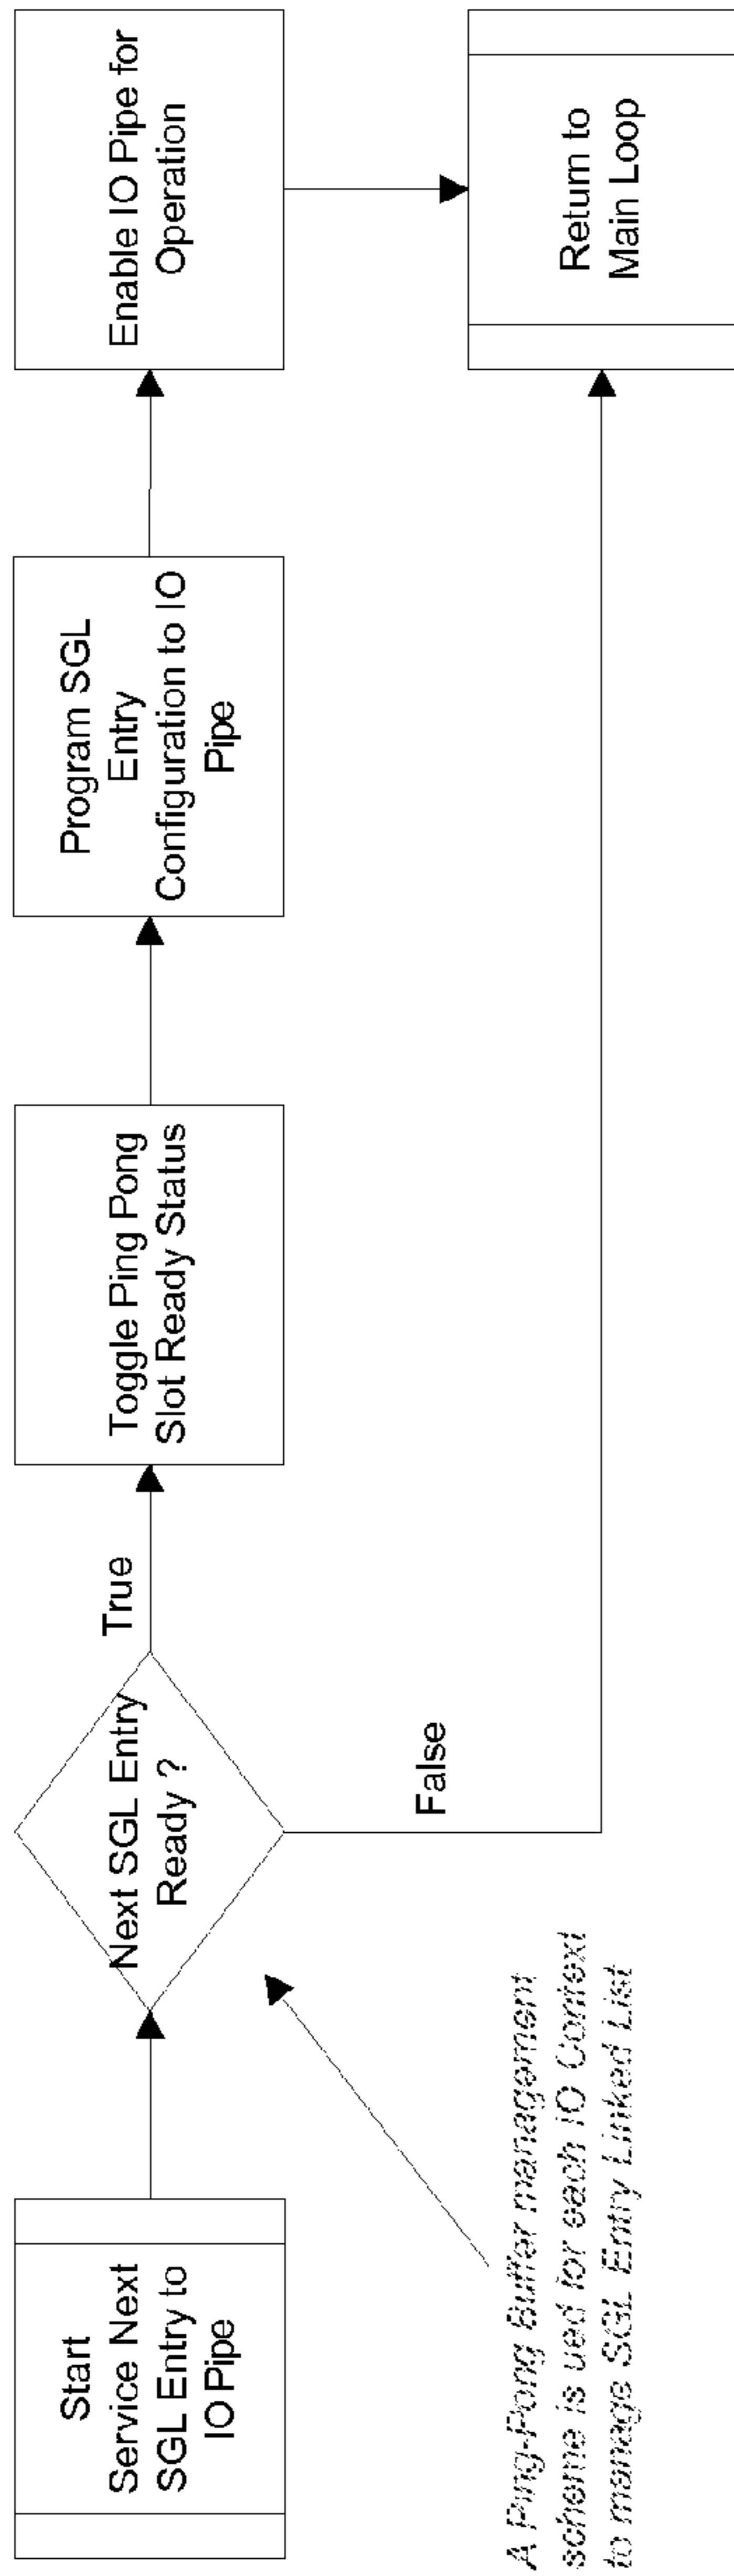 Start
Service Next
SGL Entry to
IO Pipe
Next SGL Entry
Ready ?
True
False
Toggle Ping Pong
Slot Ready Status
Program SGL
Entry
Configuration to IO
Pipe
Enable IO Pipe for
Operation
Return to
Main Loop
A Ping-Pong Buffer management
scheme is ued for each IO Context
to manage SGL Entry Linked List